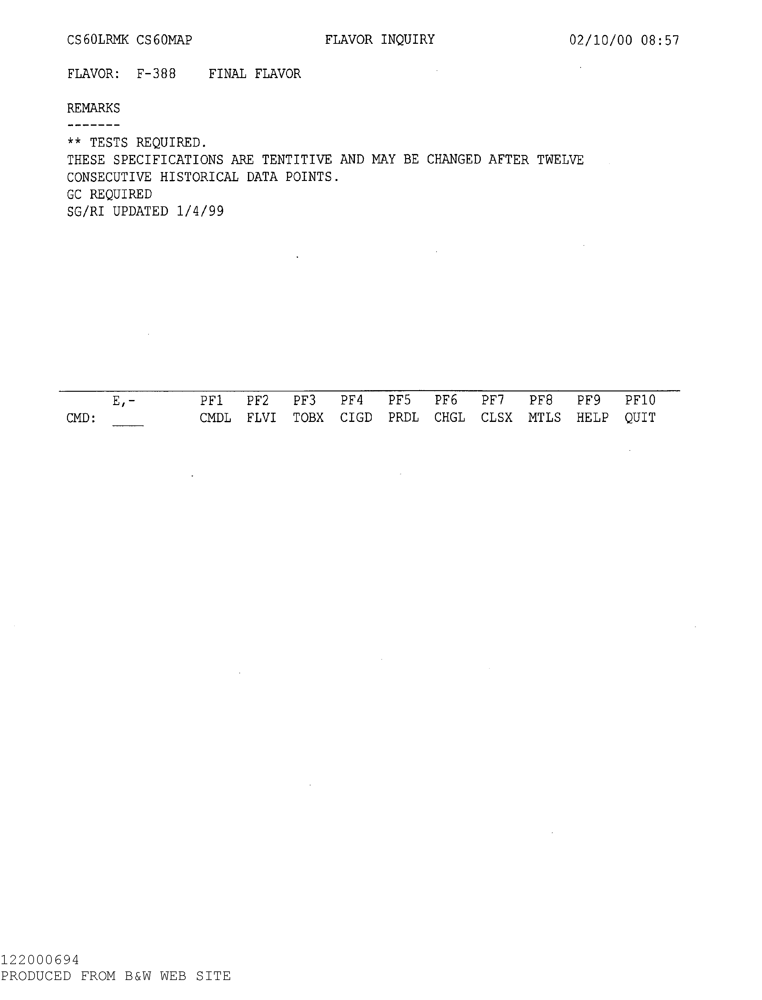 CS60LRMK CS60MAP FLAVOR INQUIRY 02/10/00 08:57
FLAVOR: F-388 FINAL FLAVOR
REMARKS
-------
** TESTS REQUIRED.
THESE SPECIFICATIONS ARE TENTITIVE AND MAY BE CHANGED AFTER TWELVE
CONSECUTIVE HISTORICAL DATA POINTS.
GC REQUIRED
SG/RI UPDATED 1/4/99
E,- PF1 PF2 PF3 PF4 PF5 PF6 PF7 PF8 PF9 PF10
CMD: ____ CMDL FLVI TOBX CIGD PRDL CHGL CLSX MTLS HELP QUIT
122000694
PRODUCED FROM B&W WEB SITE